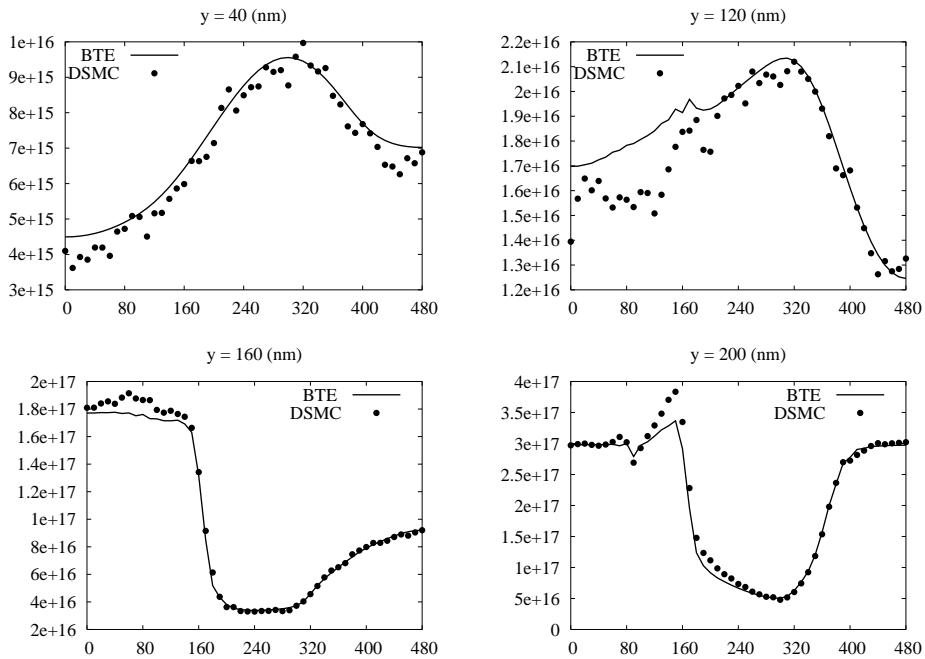 y = 40 (nm)
1e+16
9e+15
8e+15
7e+15
6e+15
5e+15
4e+15
3e+15
BTE
DSMC
0 80 160 240 320 400 480
y = 120 (nm)
2.2e+16
2.1e+16
2e+16
1.9e+16
1.8e+16
1.7e+16
1.6e+16
1.5e+16
1.4e+16
1.3e+16
1.2e+16
BTE
DSMC
0 80 160 240 320 400 480
y = 160 (nm)
2e+17
1.8e+17
1.6e+17
1.4e+17
1.2e+17
1e+17
8e+16
6e+16
4e+16
2e+16
BTE
DSMC
0 80 160 240 320 400 480
y = 200 (nm)
4e+17
3.5e+17
3e+17
2.5e+17
2e+17
1.5e+17
1e+17
5e+16
0
BTE
DSMC
0 80 160 240 320 400 480